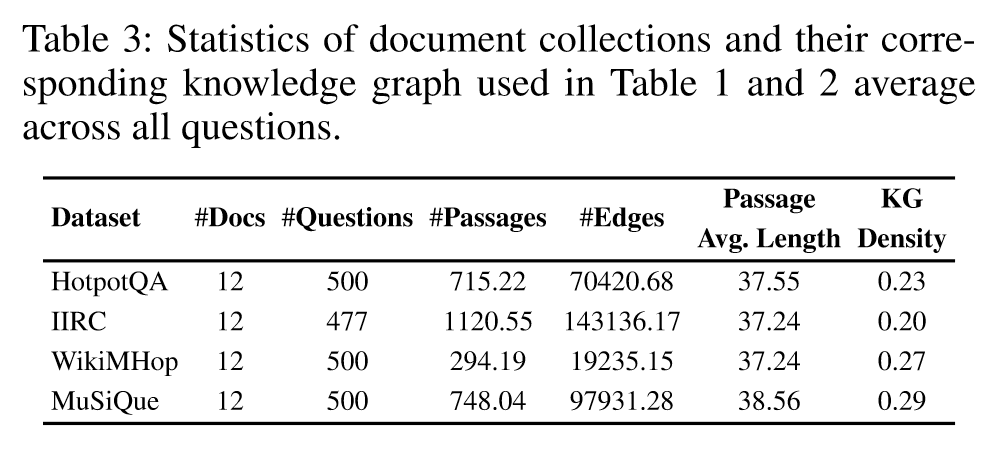 Table 3: Statistics of document collections and their corre-
sponding knowledge graph used in Table 1 and 2 average
across all questions.
Dataset #Docs #Questions #Passages #Edges Passage Avg. Length KG Density
HotpotQA 12 500 715.22 70420.68 37.55 0.23
IIRC 12 477 1120.55 143136.17 37.24 0.20
WikiMHop 12 500 294.19 19235.15 37.24 0.27
MuSiQue 12 500 748.04 97931.28 38.56 0.29